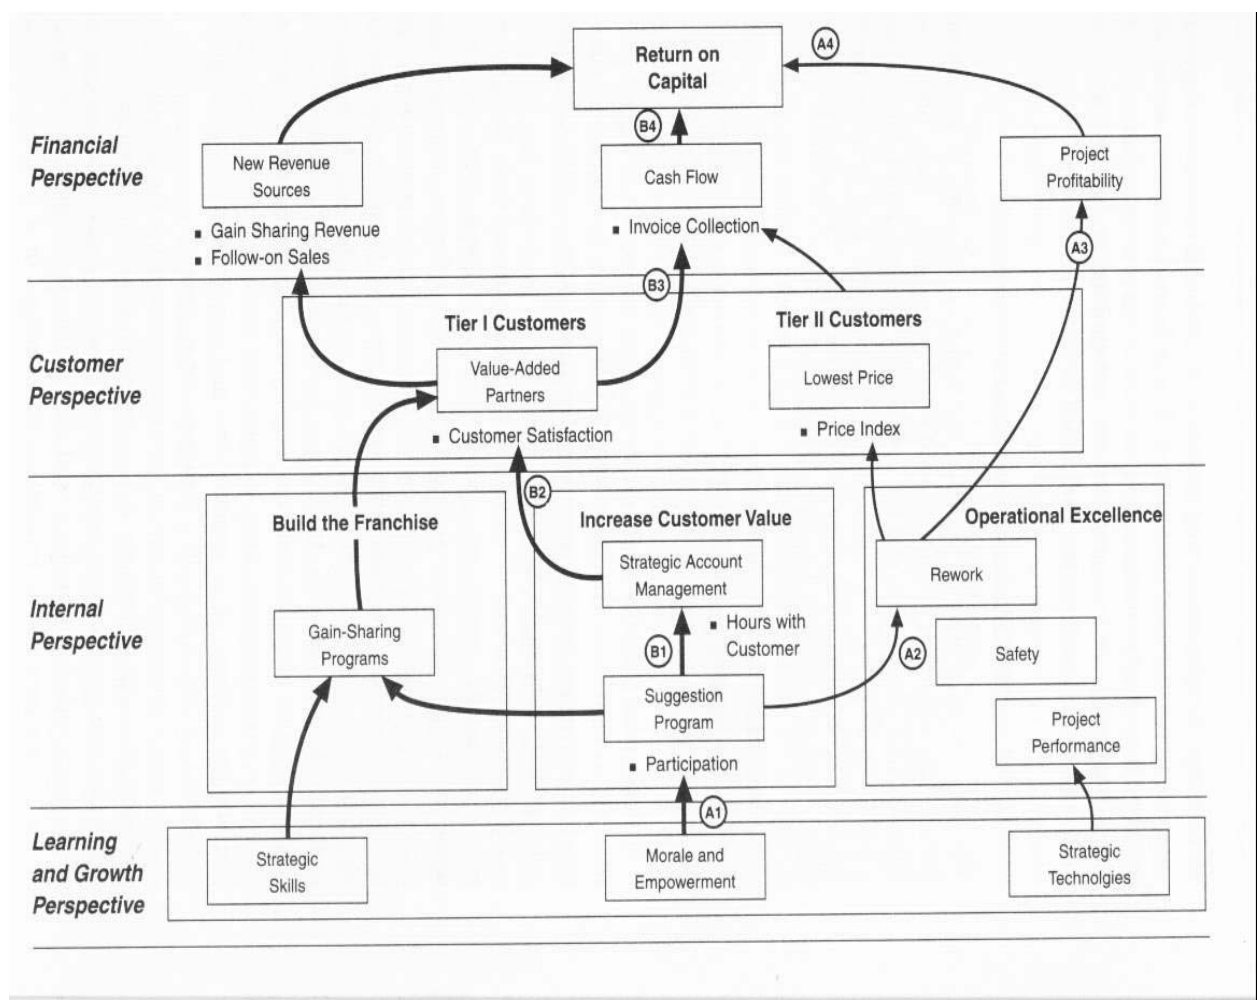 Return on
Capital
A4
B4
Financial
Perspective
New Revenue
Sources
Cash Flow
Project
Profitability
▪ Gain Sharing Revenue
▪ Follow-on Sales
▪ Invoice Collection
A3
B3
Customer
Perspective
Tier I Customers
Tier II Customers
Value-Added
Partners
Lowest Price
▪ Customer Satisfaction
▪ Price Index
B2
Internal
Perspective
Build the Franchise
Increase Customer Value
Operational Excellence
Strategic Account
Management
Rework
Gain-Sharing
Programs
▪ Hours with
Customer
B1
A2
Safety
Suggestion
Program
Project
Performance
▪ Participation
A1
Learning
and Growth
Perspective
Strategic
Skills
Morale and
Empowerment
Strategic
Technolgies